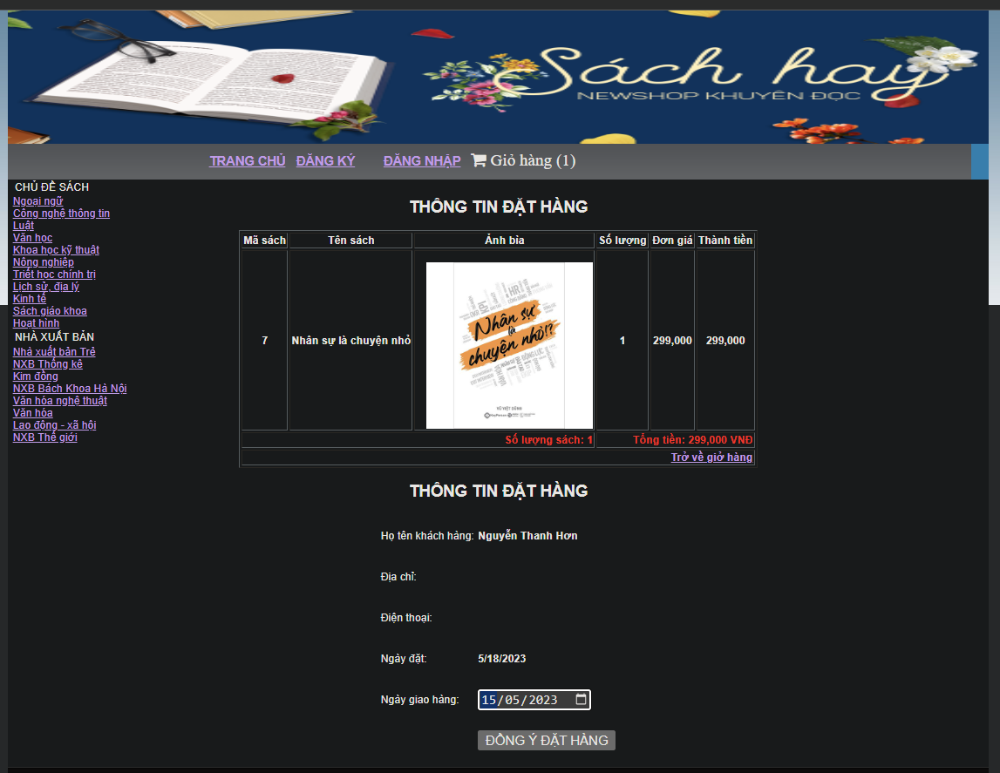 Sách hay
NEWSHOP KHUYÊN ĐỌC
TRANG CHỦ ĐĂNG KÝ ĐĂNG NHẬP Giỏ hàng (1)
CHỦ ĐỀ SÁCH
Ngoại ngữ
Công nghệ thông tin
Luật
Văn học
Khoa học kỹ thuật
Nông nghiệp
Triết học chính trị
Lịch sử, địa lý
Kinh tế
Sách giáo khoa
Hoạt hình
NHÀ XUẤT BẢN
Nhà xuất bản Trẻ
NXB Thống kê
Kim đồng
NXB Bách Khoa Hà Nội
Văn hóa nghệ thuật
Văn hóa
Lao động - xã hội
NXB Thế giới
THÔNG TIN ĐẶT HÀNG
Mã sách Tên sách Ảnh bìa Số lượng Đơn giá Thành tiền
7 Nhân sự là chuyện nhỏ 1 299,000 299,000
Nhân sự
là
chuyện nhỏ!?
HR
KPI
ĐỘNG LỰC
Số lượng sách: 1 Tổng tiền: 299,000 VNĐ
Trở về giở hàng
THÔNG TIN ĐẶT HÀNG
Họ tên khách hàng: Nguyễn Thanh Hơn
Địa chỉ:
Điện thoại:
Ngày đặt: 5/18/2023
Ngày giao hàng: 15/05/2023
ĐỒNG Ý ĐẶT HÀNG